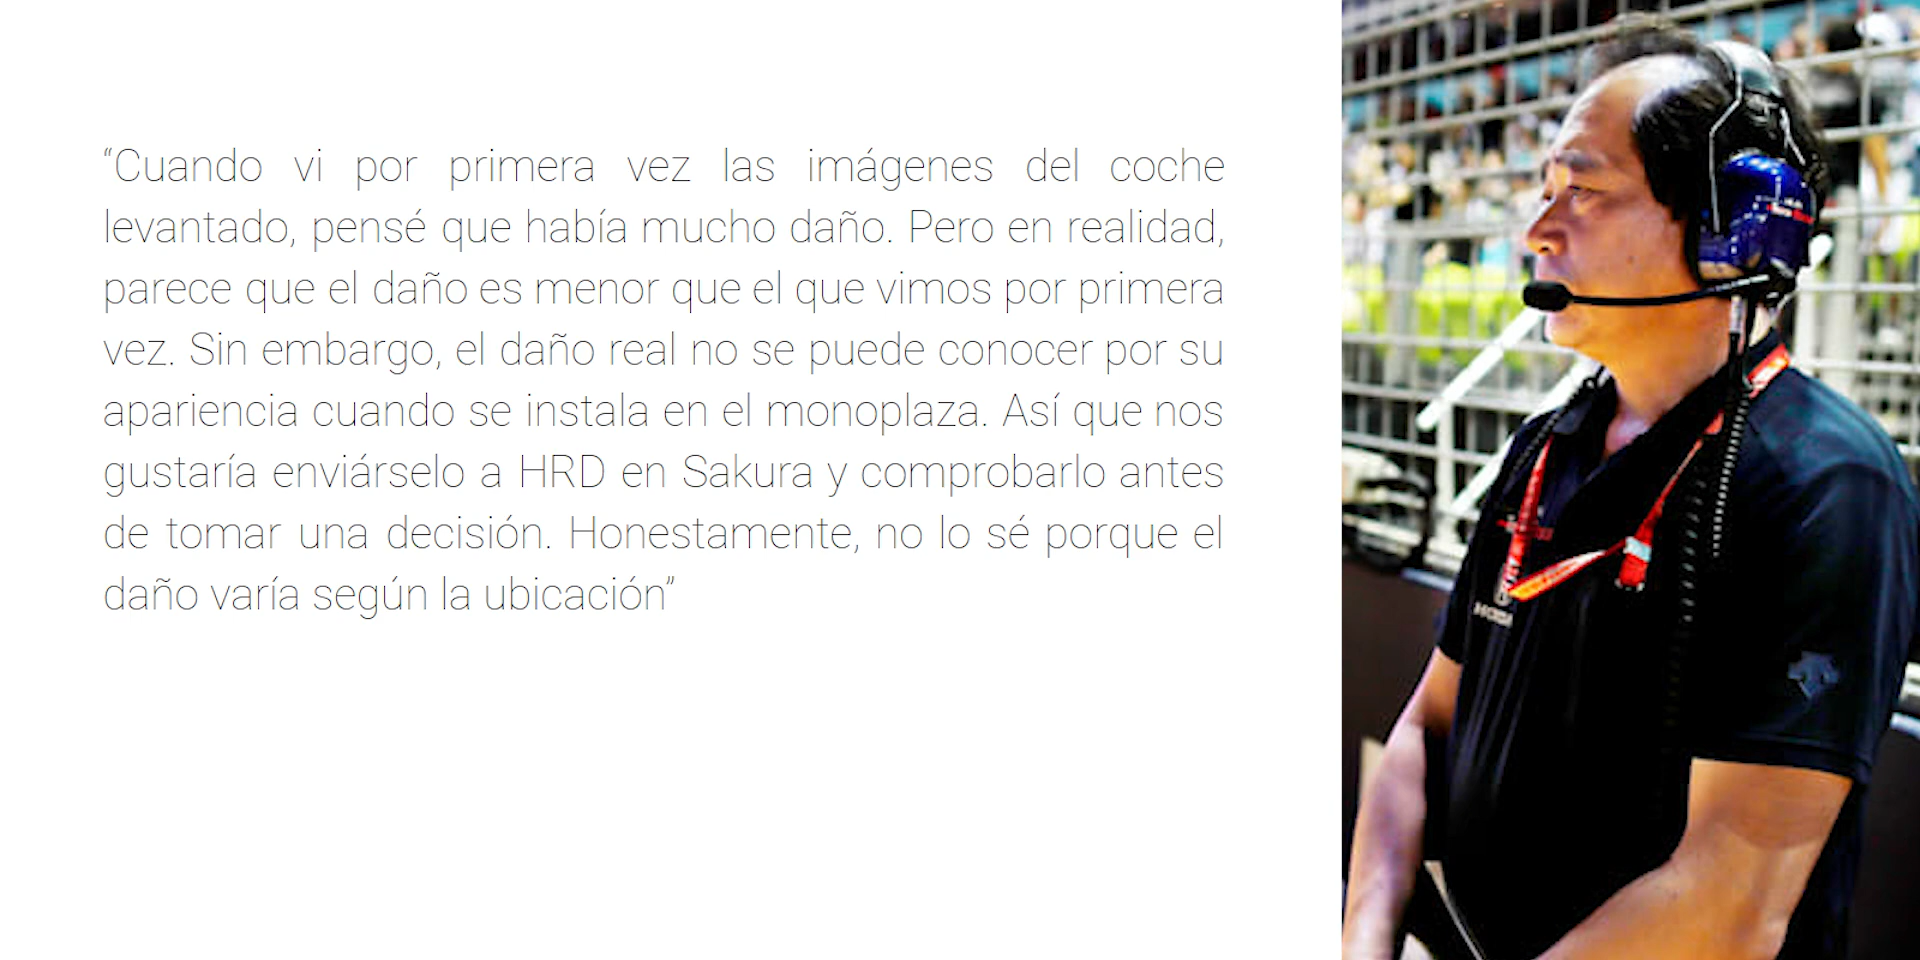 “Cuando vi por primera vez las imágenes del coche
levantado, pensé que había mucho daño. Pero en realidad,
parece que el daño es menor que el que vimos por primera
vez. Sin embargo, el daño real no se puede conocer por su
apariencia cuando se instala en el monoplaza. Así que nos
gustaría enviárselo a HRD en Sakura y comprobarlo antes
de tomar una decisión. Honestamente, no lo sé porque el
daño varía según la ubicación”